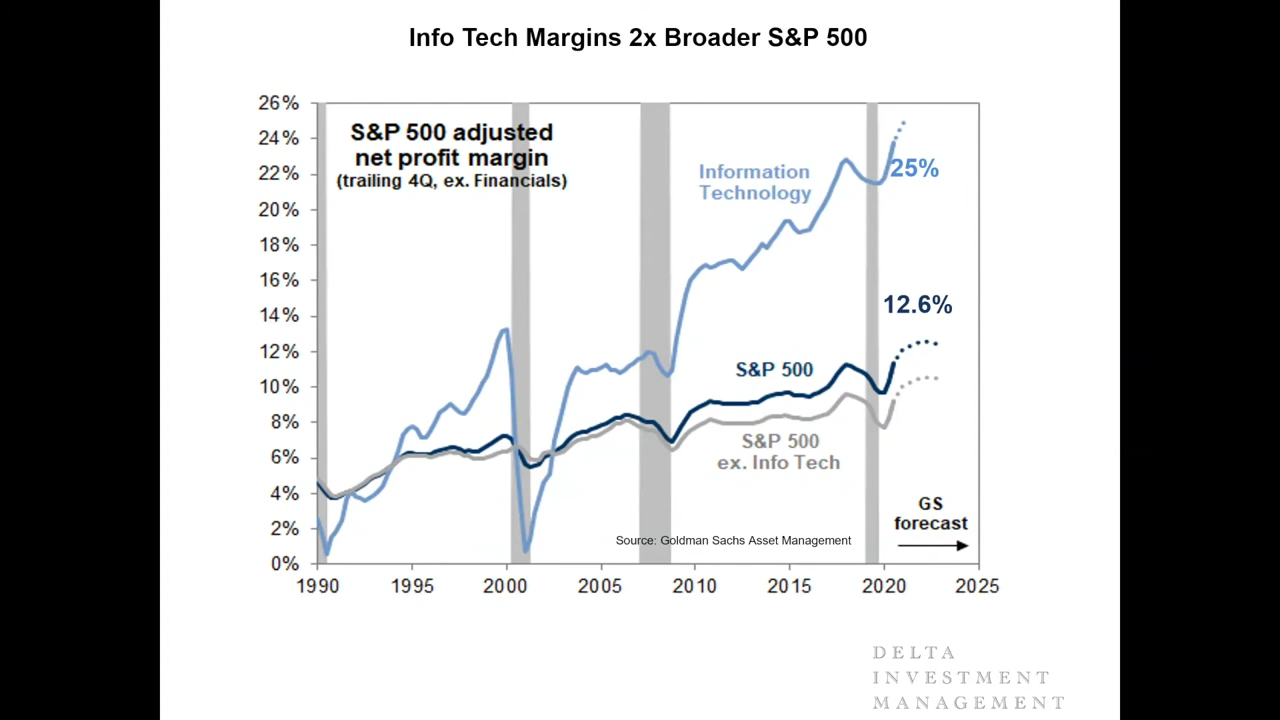 Info Tech Margins 2x Broader S&P 500
26%
24%
22%
20%
18%
16%
14%
12%
10%
8%
6%
4%
2%
0%
S&P 500 adjusted
net profit margin
(trailing 4Q, ex. Financials)
Information
Technology
25%
12.6%
S&P 500
S&P 500
ex. Info Tech
GS
forecast
Source: Goldman Sachs Asset Management
1990
1995
2000
2005
2010
2015
2020
2025
DELTA
INVESTMENT
MANAGEMENT